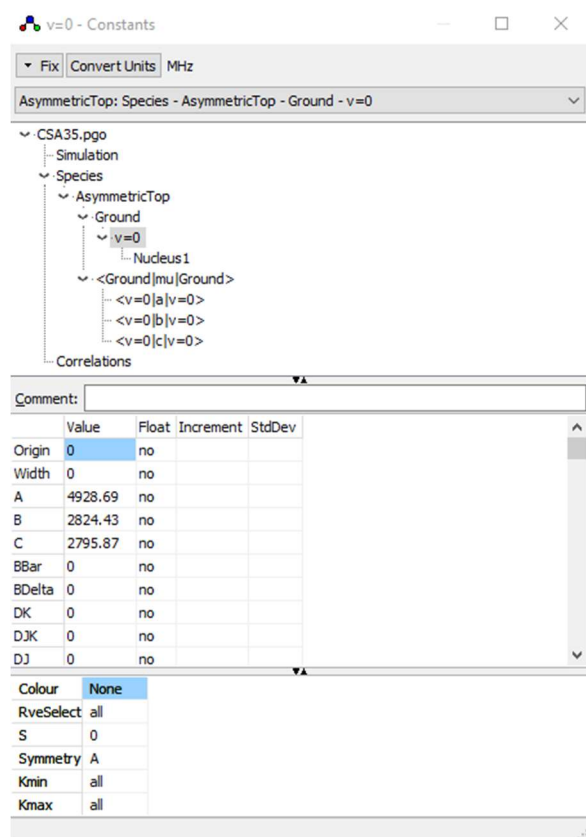 v=0 - Constants
Fix Convert Units MHz
AsymmetricTop: Species - AsymmetricTop - Ground - v=0
CSA35.pgo
Simulation
Species
AsymmetricTop
Ground
v=0
Nucleus1
<Ground|mu|Ground>
<v=0|a|v=0>
<v=0|b|v=0>
<v=0|c|v=0>
Correlations
Comment:
Value Float Increment StdDev
Origin 0 no
Width 0 no
A 4928.69 no
B 2824.43 no
C 2795.87 no
BBar 0 no
BDelta 0 no
DK 0 no
DJK 0 no
DJ 0 no
Colour None
RveSelect all
S 0
Symmetry A
Kmin all
Kmax all